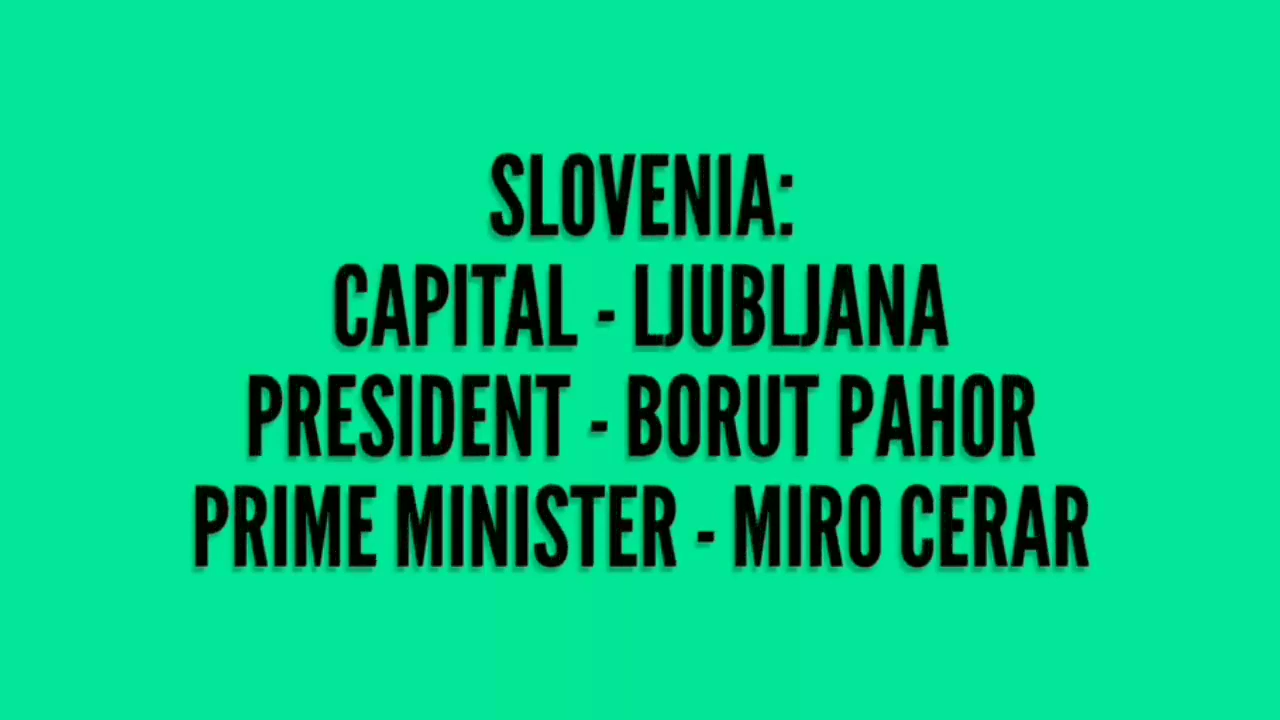 SLOVENIA:
CAPITAL - LJUBLJANA
PRESIDENT - BORUT PAHOR
PRIME MINISTER - MIRO CERAR